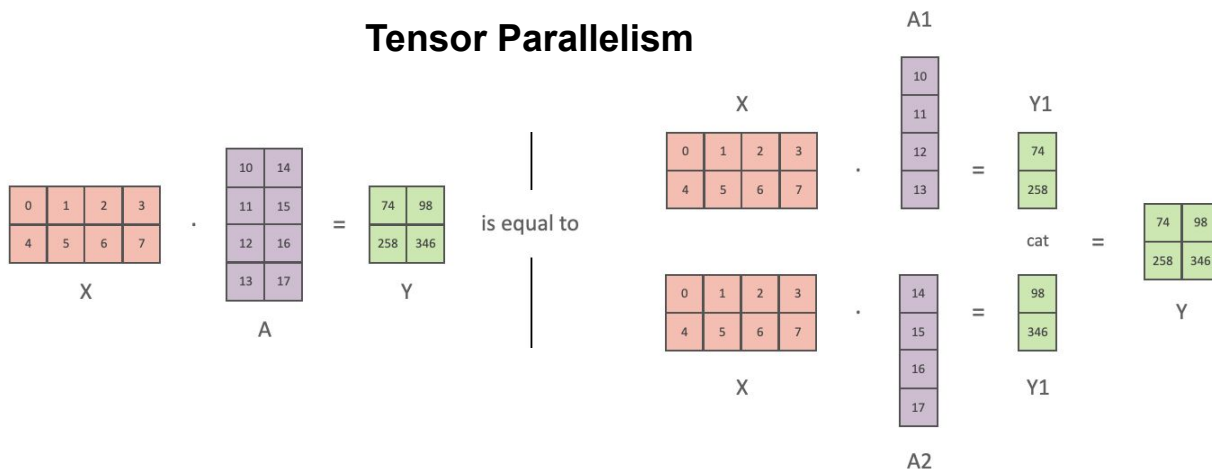 Tensor Parallelism
0 1 2 3
4 5 6 7
X
·
10 14
11 15
12 16
13 17
A
=
74 98
258 346
Y
is equal to
X
0 1 2 3
4 5 6 7
·
A1
10
11
12
13
=
Y1
74
258
cat
X
0 1 2 3
4 5 6 7
·
14
15
16
17
A2
=
98
346
Y1
=
74 98
258 346
Y